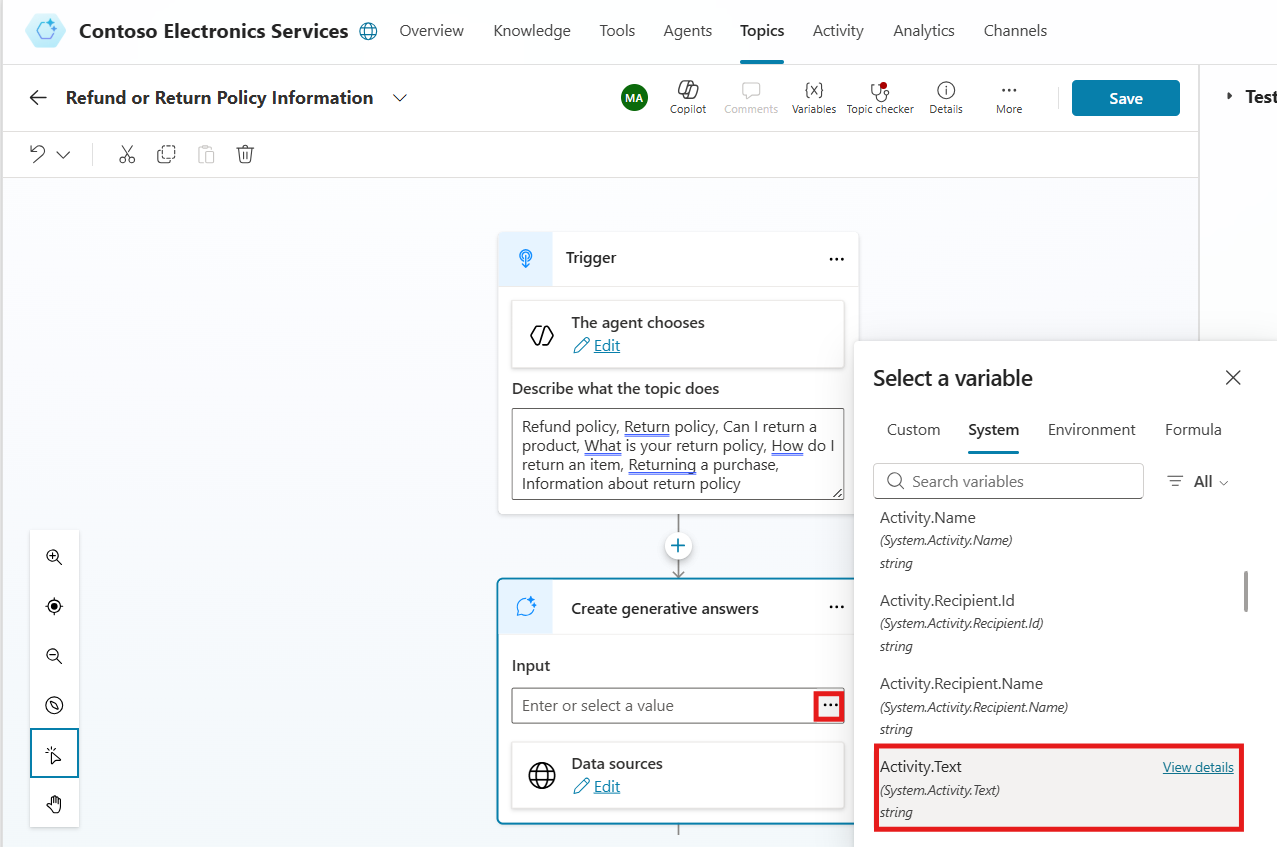 Contoso Electronics Services
Overview
Knowledge
Tools
Agents
Topics
Activity
Analytics
Channels
Refund or Return Policy Information
MA
Copilot
Comments
{x}
Variables
Topic checker
Details
More
Save
Test
Trigger
The agent chooses
Edit
Describe what the topic does
Refund policy, Return policy, Can I return a
product, What is your return policy, How do I
return an item, Returning a purchase,
Information about return policy
Create generative answers
Input
Enter or select a value
Data sources
Edit
Select a variable
Custom
System
Environment
Formula
Search variables
All
Activity.Name
(System.Activity.Name)
string
Activity.Recipient.Id
(System.Activity.Recipient.Id)
string
Activity.Recipient.Name
(System.Activity.Recipient.Name)
string
Activity.Text
View details
(System.Activity.Text)
string